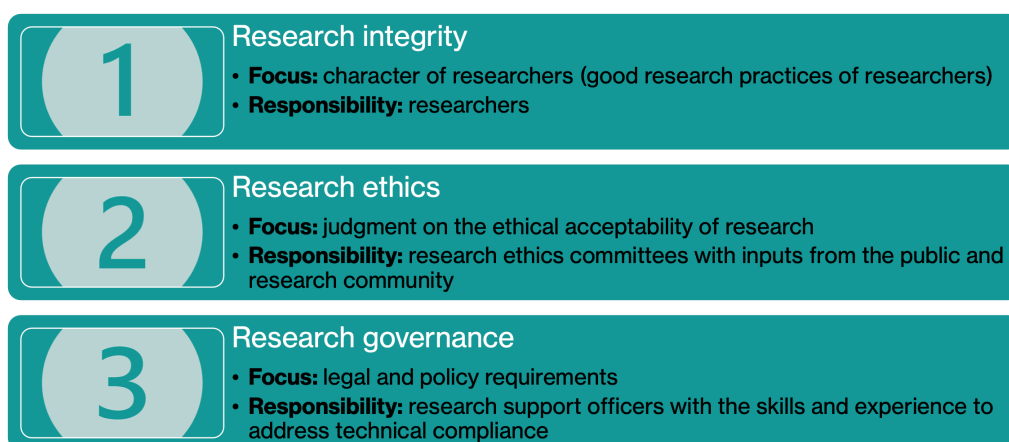 1
Research integrity
• Focus: character of researchers (good research practices of researchers)
• Responsibility: researchers
2
Research ethics
• Focus: judgment on the ethical acceptability of research
• Responsibility: research ethics committees with inputs from the public and
research community
3
Research governance
• Focus: legal and policy requirements
• Responsibility: research support officers with the skills and experience to
address technical compliance